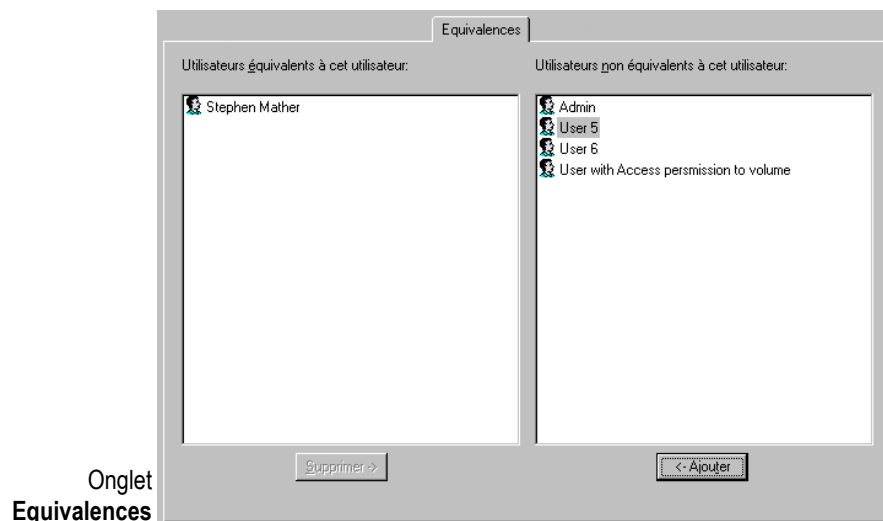 Equivalences
Utilisateurs équivalents à cet utilisateur:
Utilisateurs non équivalents à cet utilisateur:
Stephen Mather
Admin
User 5
User 6
User with Access persmission to volume
Supprimer ->
<- Ajouter
Onglet
Equivalences